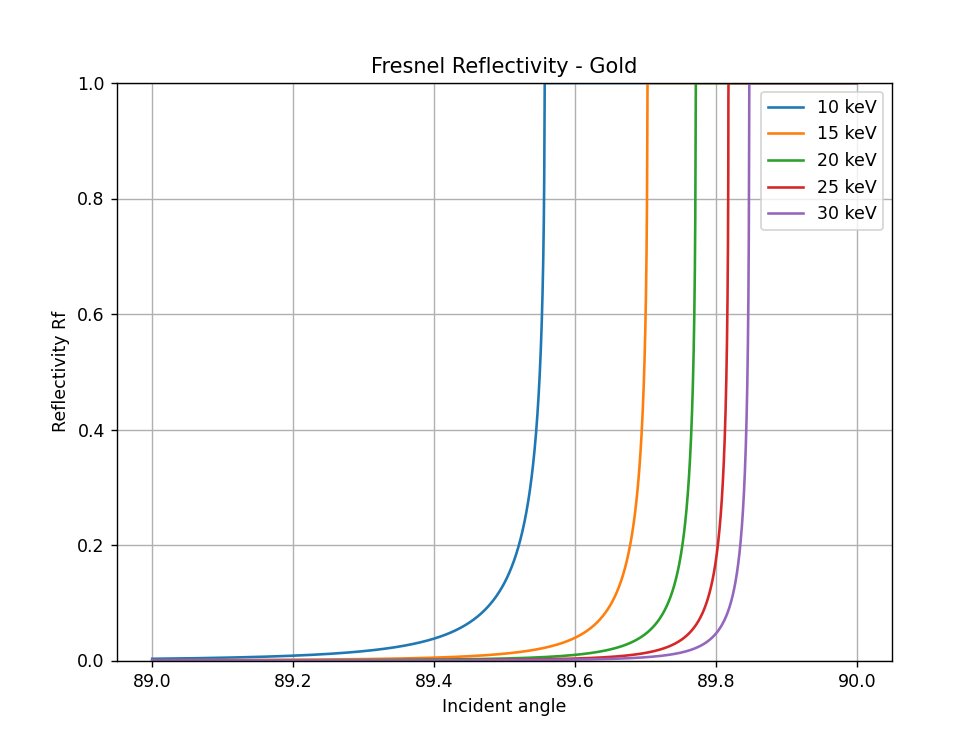 Fresnel Reflectivity - Gold
1.0
0.8
0.6
0.4
0.2
0.0
Reflectivity Rf
10 keV
15 keV
20 keV
25 keV
30 keV
89.0 89.2 89.4 89.6 89.8 90.0
Incident angle